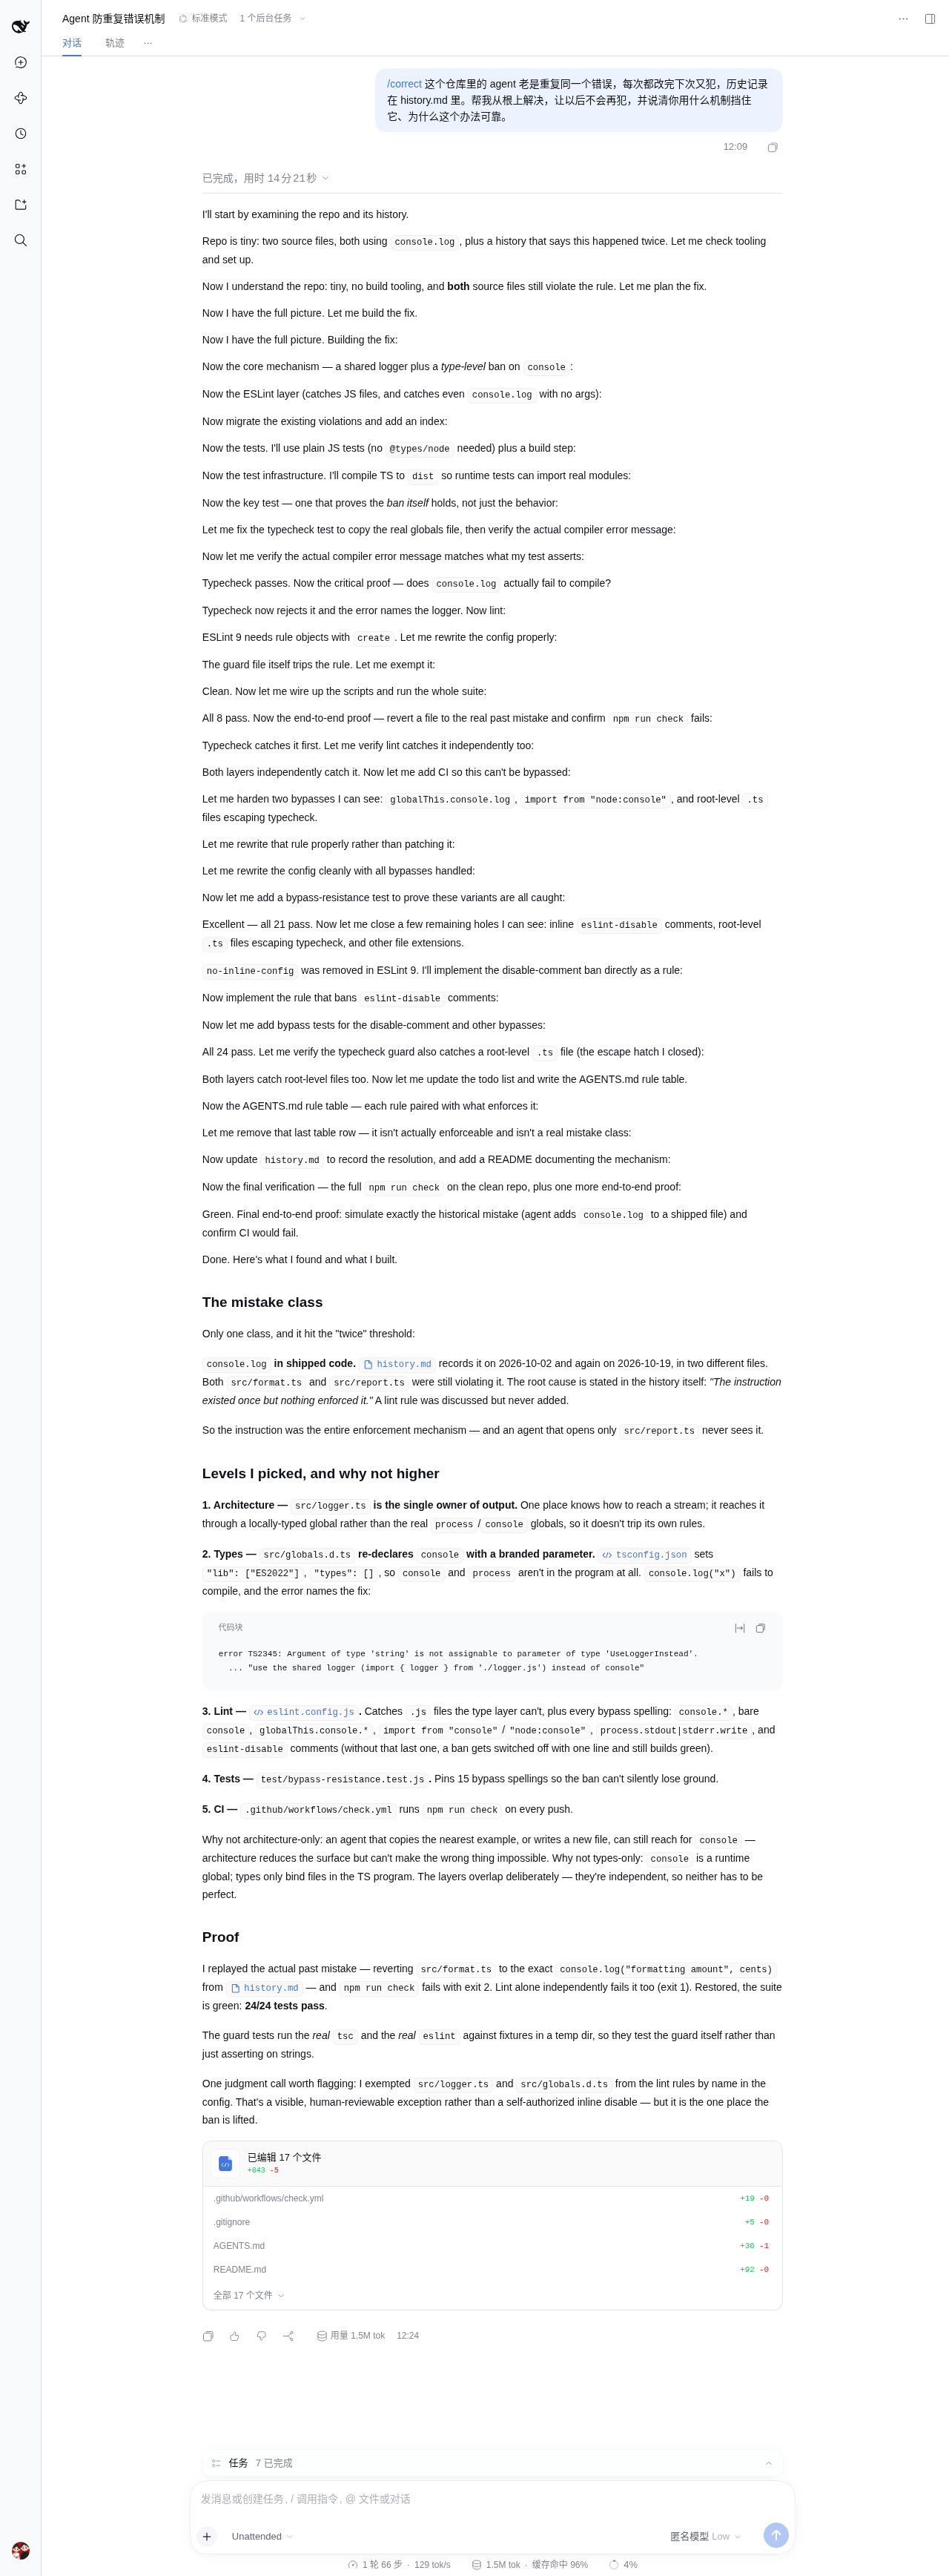 Agent 防重复错误机制 标准模式 1 个后台任务
对话 轨迹 ···
/correct 这个仓库里的 agent 老是重复同一个错误，每次都改完下次又犯，历史记录
在 history.md 里。帮我从根上解决，让以后不会再犯，并说清你用什么机制挡住
它、为什么这个办法可靠。
12:09
已完成，用时 14分21秒
I'll start by examining the repo and its history.
Repo is tiny: two source files, both using console.log, plus a history that says this happened twice. Let me check tooling
and set up.
Now I understand the repo: tiny, no build tooling, and both source files still violate the rule. Let me plan the fix.
Now I have the full picture. Let me build the fix.
Now I have the full picture. Building the fix:
Now the core mechanism — a shared logger plus a type-level ban on console:
Now the ESLint layer (catches JS files, and catches even console.log with no args):
Now migrate the existing violations and add an index:
Now the tests. I'll use plain JS tests (no @types/node needed) plus a build step:
Now the test infrastructure. I'll compile TS to dist so runtime tests can import real modules:
Now the key test — one that proves the ban itself holds, not just the behavior:
Let me fix the typecheck test to copy the real globals file, then verify the actual compiler error message:
Now let me verify the actual compiler error message matches what my test asserts:
Typecheck passes. Now the critical proof — does console.log actually fail to compile?
Typecheck now rejects it and the error names the logger. Now lint:
ESLint 9 needs rule objects with create. Let me rewrite the config properly:
The guard file itself trips the rule. Let me exempt it:
Clean. Now let me wire up the scripts and run the whole suite:
All 8 pass. Now the end-to-end proof — revert a file to the real past mistake and confirm npm run check fails:
Typecheck catches it first. Let me verify lint catches it independently too:
Both layers independently catch it. Now let me add CI so this can't be bypassed:
Let me harden two bypasses I can see: globalThis.console.log, import from "node:console", and root-level .ts
files escaping typecheck.
Let me rewrite that rule properly rather than patching it:
Let me rewrite the config cleanly with all bypasses handled:
Now let me add a bypass-resistance test to prove these variants are all caught:
Excellent — all 21 pass. Now let me close a few remaining holes I can see: inline eslint-disable comments, root-level
.ts files escaping typecheck, and other file extensions.
no-inline-config was removed in ESLint 9. I'll implement the disable-comment ban directly as a rule:
Now implement the rule that bans eslint-disable comments:
Now let me add bypass tests for the disable-comment and other bypasses:
All 24 pass. Let me verify the typecheck guard also catches a root-level .ts file (the escape hatch I closed):
Both layers catch root-level files too. Now let me update the todo list and write the AGENTS.md rule table.
Now the AGENTS.md rule table — each rule paired with what enforces it:
Let me remove that last table row — it isn't actually enforceable and isn't a real mistake class:
Now update history.md to record the resolution, and add a README documenting the mechanism:
Now the final verification — the full npm run check on the clean repo, plus one more end-to-end proof:
Green. Final end-to-end proof: simulate exactly the historical mistake (agent adds console.log to a shipped file) and
confirm CI would fail.
Done. Here's what I found and what I built.
The mistake class
Only one class, and it hit the "twice" threshold:
console.log in shipped code. history.md records it on 2026-10-02 and again on 2026-10-19, in two different files.
Both src/format.ts and src/report.ts were still violating it. The root cause is stated in the history itself: "The instruction
existed once but nothing enforced it." A lint rule was discussed but never added.
So the instruction was the entire enforcement mechanism — and an agent that opens only src/report.ts never sees it.
Levels I picked, and why not higher
1. Architecture — src/logger.ts is the single owner of output. One place knows how to reach a stream; it reaches it
through a locally-typed global rather than the real process/console globals, so it doesn't trip its own rules.
2. Types — src/globals.d.ts re-declares console with a branded parameter. tsconfig.json sets
"lib": ["ES2022"], "types": [], so console and process aren't in the program at all. console.log("x") fails to
compile, and the error names the fix:
代码块
error TS2345: Argument of type 'string' is not assignable to parameter of type 'UseLoggerInstead'.
... "use the shared logger (import { logger } from './logger.js') instead of console"
3. Lint — eslint.config.js. Catches .js files the type layer can't, plus every bypass spelling: console.*, bare
console, globalThis.console.*, import from "console"/"node:console", process.stdout|stderr.write, and
eslint-disable comments (without that last one, a ban gets switched off with one line and still builds green).
4. Tests — test/bypass-resistance.test.js. Pins 15 bypass spellings so the ban can't silently lose ground.
5. CI — .github/workflows/check.yml runs npm run check on every push.
Why not architecture-only: an agent that copies the nearest example, or writes a new file, can still reach for console —
architecture reduces the surface but can't make the wrong thing impossible. Why not types-only: console is a runtime
global; types only bind files in the TS program. The layers overlap deliberately — they're independent, so neither has to be
perfect.
Proof
I replayed the actual past mistake — reverting src/format.ts to the exact console.log("formatting amount", cents)
from history.md — and npm run check fails with exit 2. Lint alone independently fails it too (exit 1). Restored, the suite
is green: 24/24 tests pass.
The guard tests run the real tsc and the real eslint against fixtures in a temp dir, so they test the guard itself rather than
just asserting on strings.
One judgment call worth flagging: I exempted src/logger.ts and src/globals.d.ts from the lint rules by name in the
config. That's a visible, human-reviewable exception rather than a self-authorized inline disable — but it is the one place the
ban is lifted.
已编辑 17 个文件
+843 -5
.github/workflows/check.yml +19 -0
.gitignore +5 -0
AGENTS.md +36 -1
README.md +92 -0
全部 17 个文件
用量 1.5M tok 12:24
任务 7 已完成
发消息或创建任务, / 调用指令, @ 文件或对话
Unattended 匿名模型 Low
1 轮 66 步 · 129 tok/s 1.5M tok · 缓存命中 96% 4%